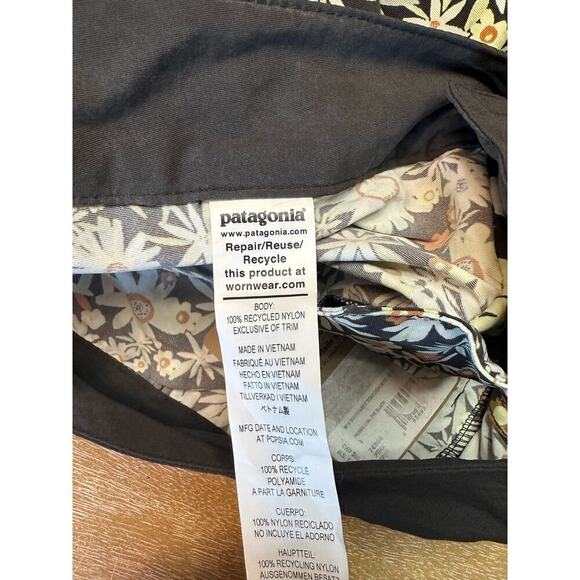 patagonia®
www.patagonia.com
Repair/Reuse/
Recycle
this product at
wornwear.com
BODY:
100% RECYCLED NYLON
EXCLUSIVE OF TRIM
MADE IN VIETNAM
FABRIQUÉ AU VIETNAM
HECHO EN VIETNAM
FATTO IN VIETNAM
TILLVERKAD I VIETNAM
ベトナム製
MFG DATE AND LOCATION
AT PCPSIA.COM
CORPS:
100% RECYCLÉ
POLYAMIDE
A PART LA GARNITURE
CUERPO:
100% NYLON RECICLADO
NO INCLUYE EL ADORNO
HAUPTTEIL:
100% RECYCLING NYLON
AUSGENOMMEN BESATZ